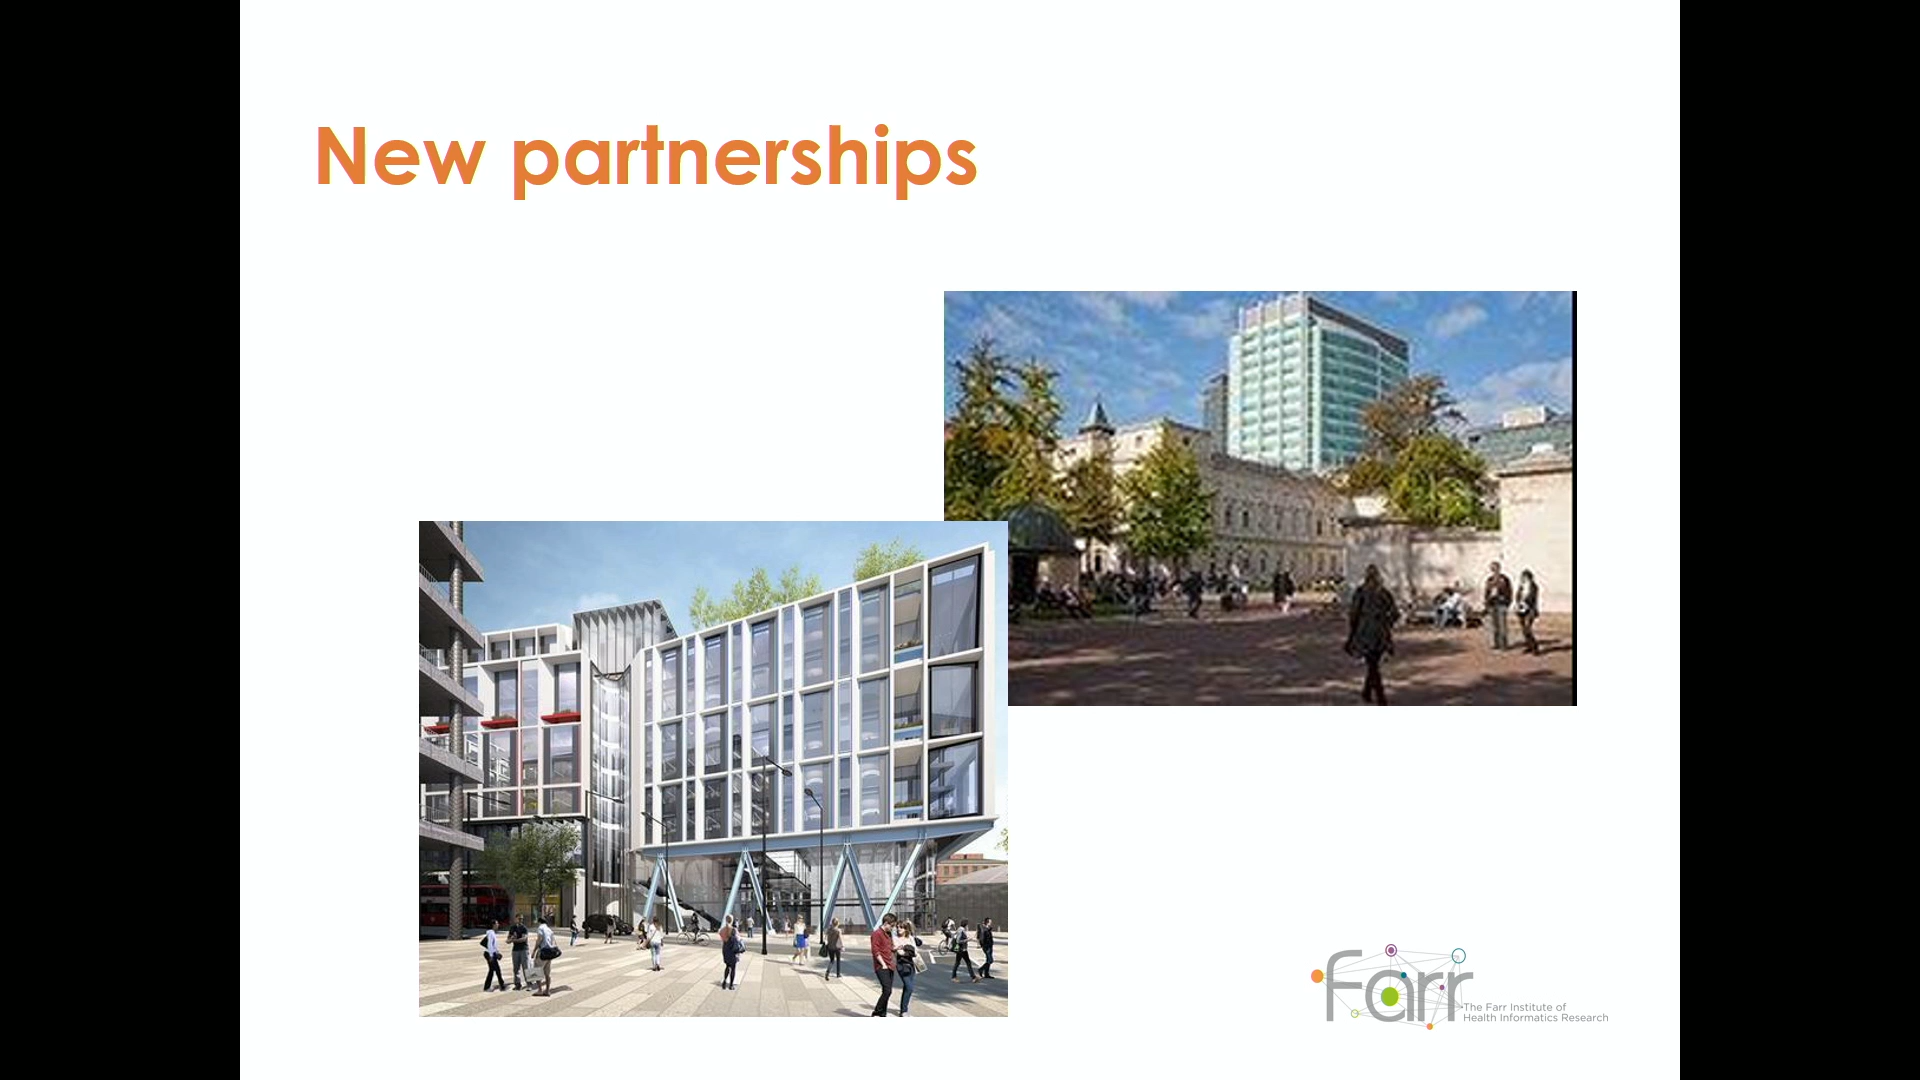 New partnerships
farr
The Farr Institute of
Health Informatics Research